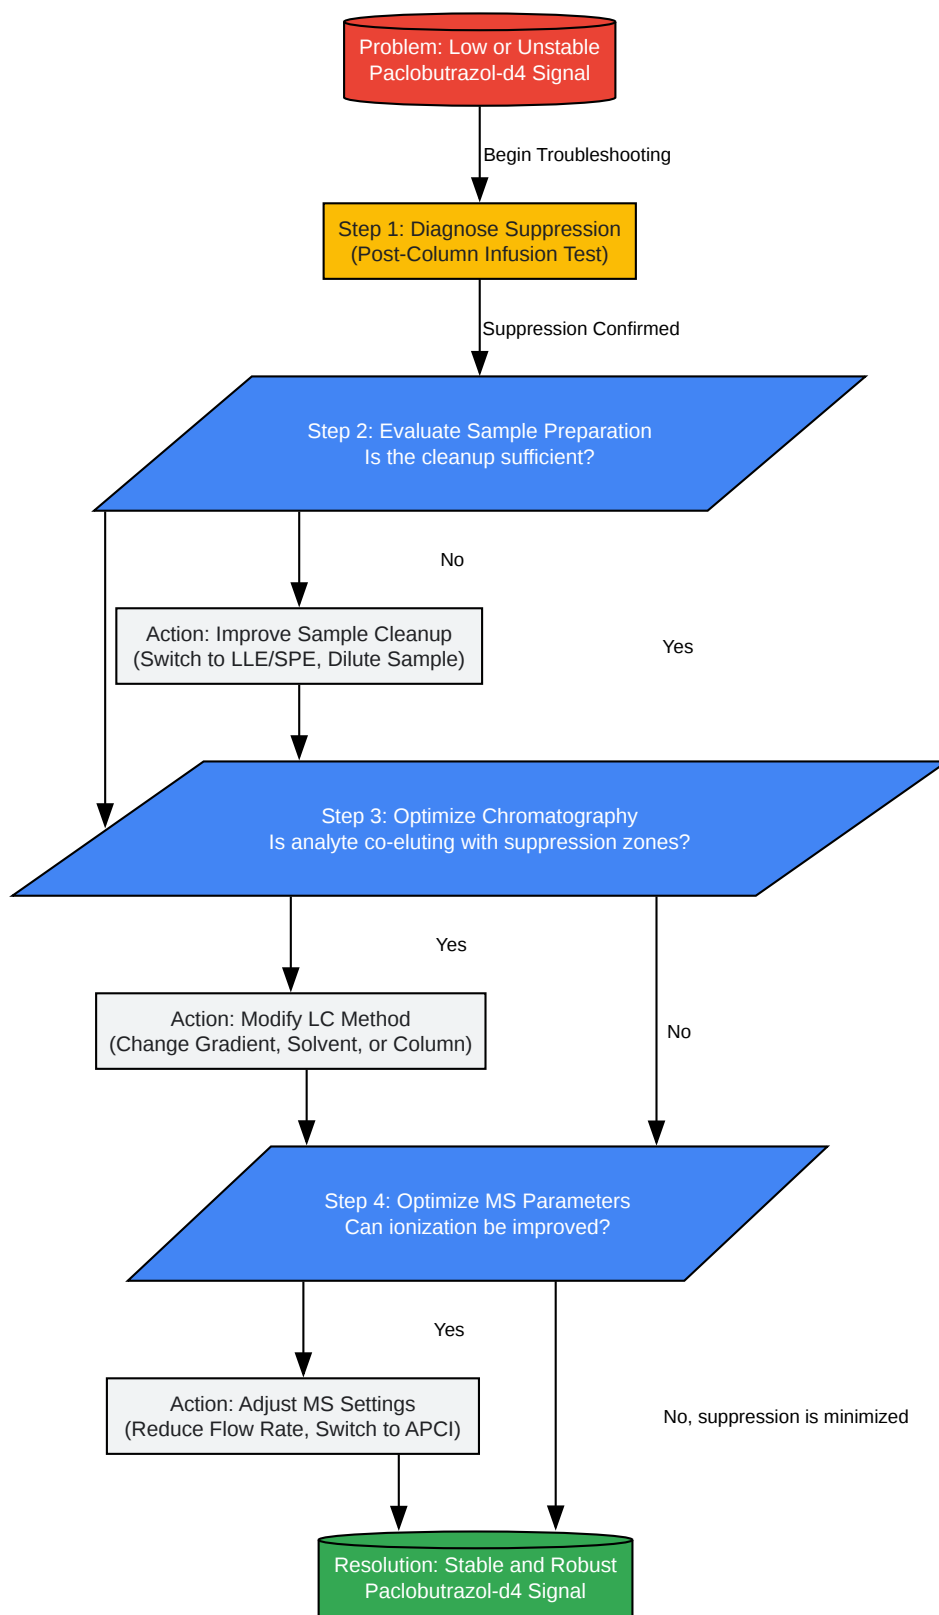 Problem: Low or Unstable
Paclobutrazol-d4 Signal
Begin Troubleshooting
Step 1: Diagnose Suppression
(Post-Column Infusion Test)
Suppression Confirmed
Step 2: Evaluate Sample Preparation
Is the cleanup sufficient?
No
Action: Improve Sample Cleanup
(Switch to LLE/SPE, Dilute Sample)
Yes
Step 3: Optimize Chromatography
Is analyte co-eluting with suppression zones?
Yes
Action: Modify LC Method
(Change Gradient, Solvent, or Column)
No
Step 4: Optimize MS Parameters
Can ionization be improved?
Yes
Action: Adjust MS Settings
(Reduce Flow Rate, Switch to APCI)
No, suppression is minimized
Resolution: Stable and Robust
Paclobutrazol-d4 Signal